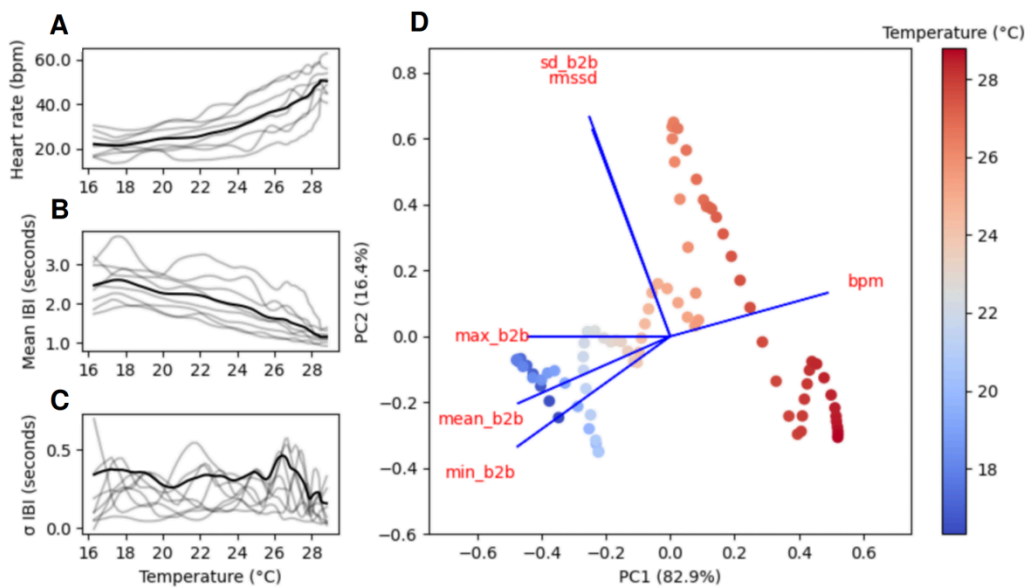 A
Heart rate (bpm)
60.0
40.0
20.0
16 18 20 22 24 26 28
B
Mean IBI (seconds)
3.0
2.0
1.0
16 18 20 22 24 26 28
C
σ IBI (seconds)
0.5
0.0
16 18 20 22 24 26 28
Temperature (°C)
D
PC2 (16.4%)
0.8
0.6
0.4
0.2
0.0
−0.2
−0.4
−0.6
sd_b2b
rmssd
bpm
max_b2b
mean_b2b
min_b2b
−0.6 −0.4 −0.2 0.0 0.2 0.4 0.6
PC1 (82.9%)
Temperature (°C)
28
26
24
22
20
18